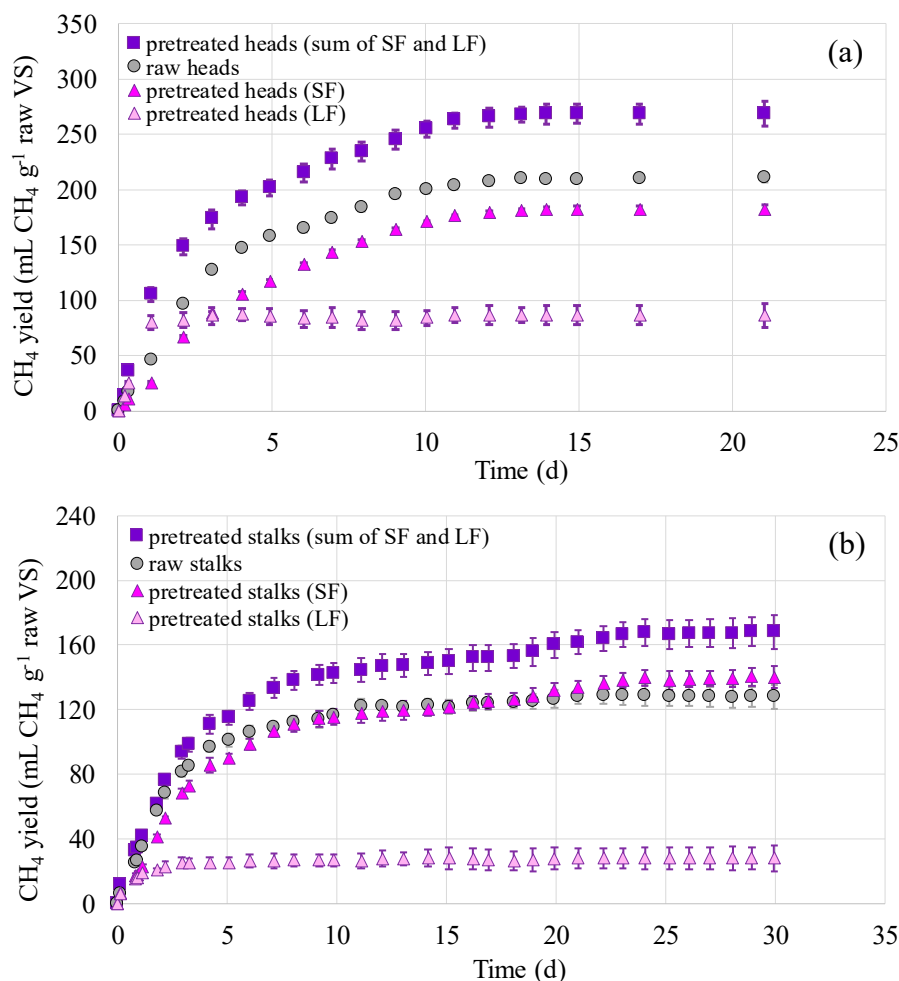 350
300
250
200
150
100
50
0
CH₄ yield (mL CH₄ g⁻¹ raw VS)
pretreated heads (sum of SF and LF)
raw heads
pretreated heads (SF)
pretreated heads (LF)
(a)
0 5 10 15 20 25
Time (d)
240
200
160
120
80
40
0
CH₄ yield (mL CH₄ g⁻¹ raw VS)
pretreated stalks (sum of SF and LF)
raw stalks
pretreated stalks (SF)
pretreated stalks (LF)
(b)
0 5 10 15 20 25 30 35
Time (d)